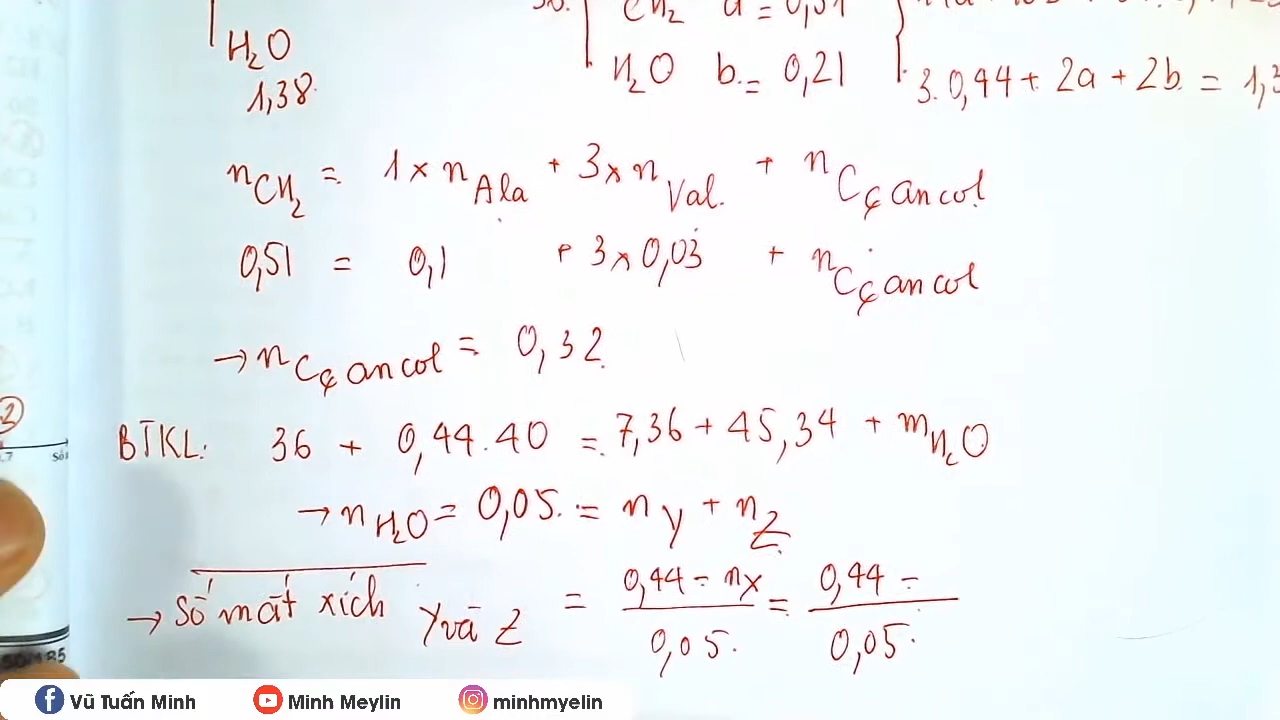 H₂O
1,38
CH₂ a = 0,51
H₂O b = 0,21
3.0,44 + 2a + 2b = 1,3
nCH₂ = 1 x nAla + 3 x nVal + nC ç ancol
0,51 = 0,1 + 3 x 0,03 + nC ç ancol
→ nC ç ancol = 0,32
BTKL: 36 + 0,44.40 = 7,36 + 45,34 + mH₂O
→ nH₂O = 0,05 = nY + nZ
→ Số mắt xích Y và Z = (0,44 - nX)/0,05 = (0,44 -)/0,05
Vũ Tuấn Minh Minh Meylin minhmyelin